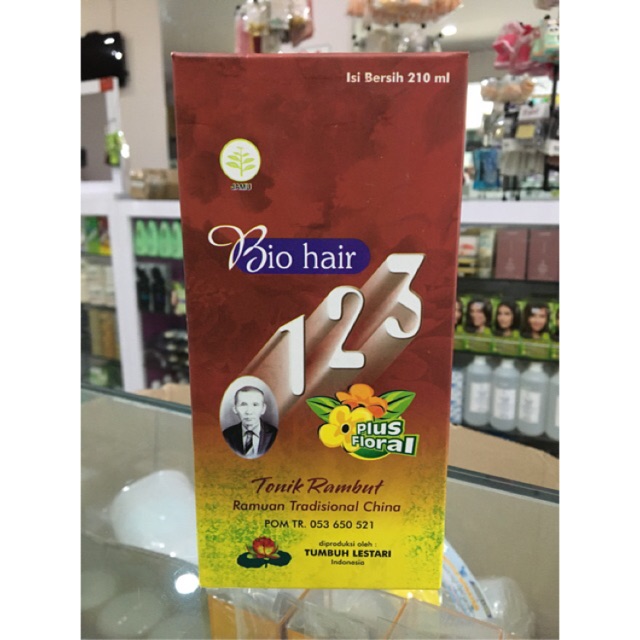 Isi Bersih 210 ml
JAMU
Bio hair
123
Plus
Floral
Tonik Rambut
Ramuan Tradisional China
POM TR. 053 650 521
diproduksi oleh :
TUMBUH LESTARI
Indonesia